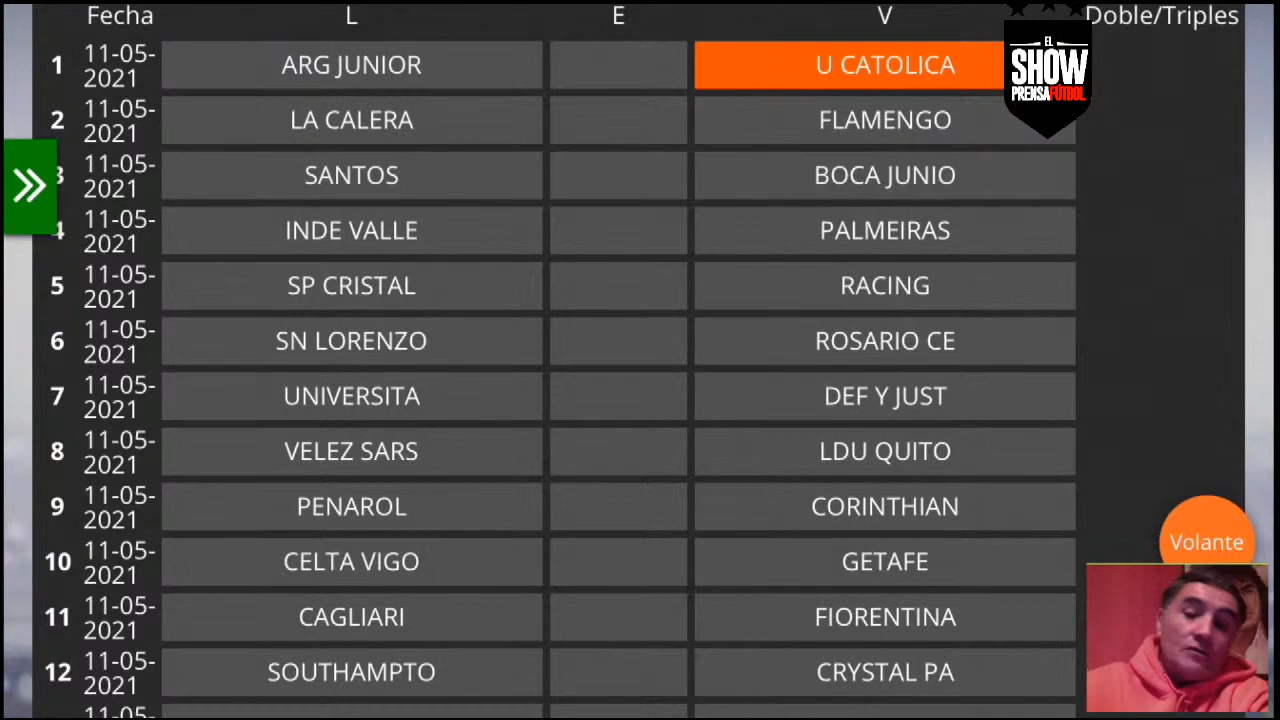 Fecha L E V Doble/Triples
EL
SHOW
PRENSAFÚTBOL
1 11-05-2021 ARG JUNIOR U CATOLICA
2 11-05-2021 LA CALERA FLAMENGO
3 11-05-2021 SANTOS BOCA JUNIO
4 11-05-2021 INDE VALLE PALMEIRAS
5 11-05-2021 SP CRISTAL RACING
6 11-05-2021 SN LORENZO ROSARIO CE
7 11-05-2021 UNIVERSITA DEF Y JUST
8 11-05-2021 VELEZ SARS LDU QUITO
9 11-05-2021 PENAROL CORINTHIAN
10 11-05-2021 CELTA VIGO GETAFE
11 11-05-2021 CAGLIARI FIORENTINA
12 11-05-2021 SOUTHAMPTO CRYSTAL PA
11-05-
Volante